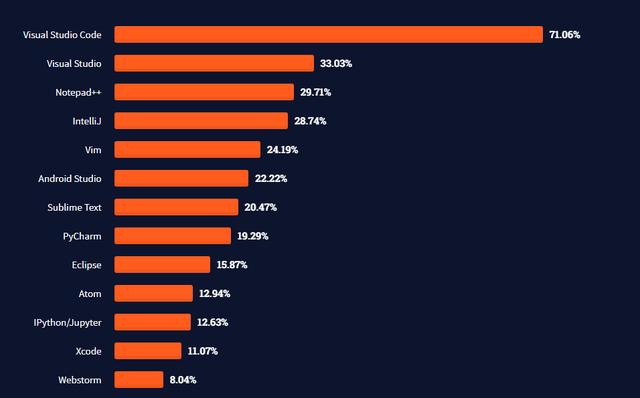 Visual Studio Code 71.06%
Visual Studio 33.03%
Notepad++ 29.71%
IntelliJ 28.74%
Vim 24.19%
Android Studio 22.22%
Sublime Text 20.47%
PyCharm 19.29%
Eclipse 15.87%
Atom 12.94%
IPython/Jupyter 12.63%
Xcode 11.07%
Webstorm 8.04%